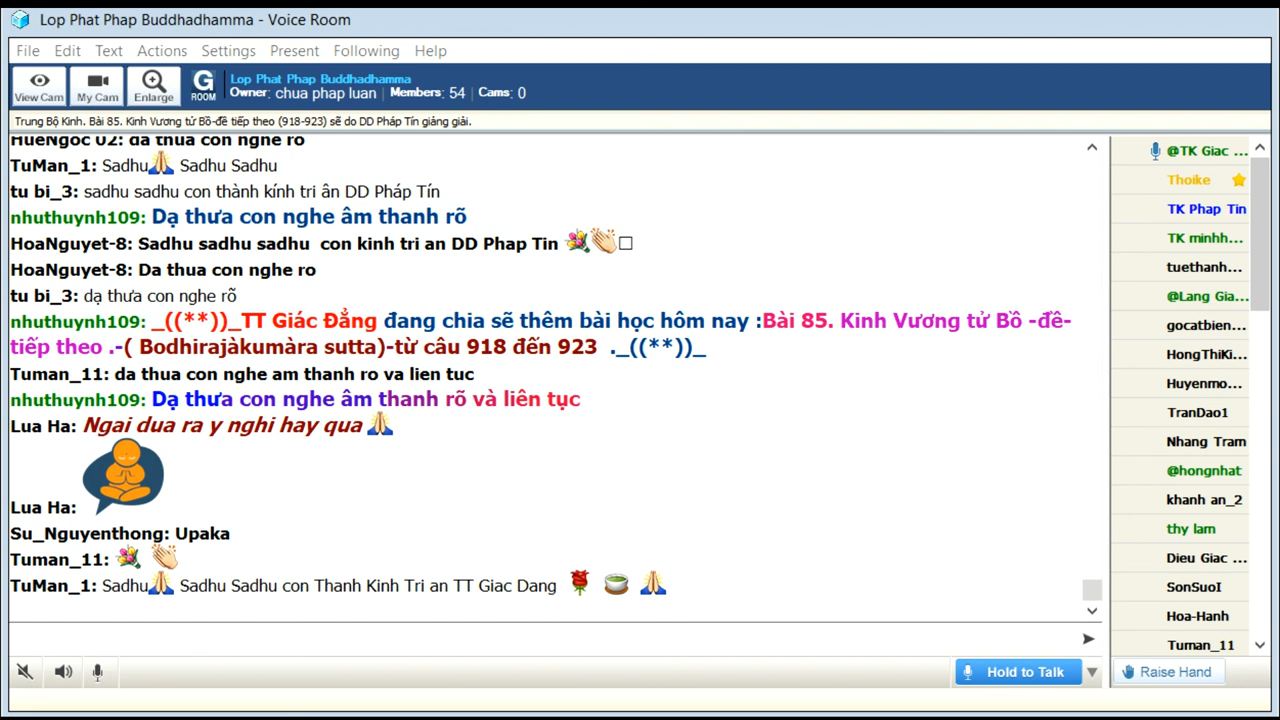 Lop Phat Phap Buddhadhamma - Voice Room
File Edit Text Actions Settings Present Following Help
View Cam My Cam Enlarge G ROOM
Lop Phat Phap Buddhadhamma
Owner: chua phap luan Members: 54 Cams: 0
Trung Bộ Kinh. Bài 85. Kinh Vương tử Bồ-đề tiếp theo (918-923) sẽ do DD Pháp Tín giảng giải.
HueNgoc 02: da thua con nghe ro
TuMan_1: Sadhu Sadhu Sadhu
tu bi_3: sadhu sadhu con thành kính tri ân DD Pháp Tín
nhuthuynh109: Dạ thưa con nghe âm thanh rõ
HoaNguyet-8: Sadhu sadhu sadhu con kinh tri an DD Phap Tin
HoaNguyet-8: Da thua con nghe ro
tu bi_3: dạ thưa con nghe rõ
nhuthuynh109: _((**))_TT Giác Đẳng đang chia sẽ thêm bài học hôm nay :Bài 85. Kinh Vương tử Bồ -đề-
tiếp theo .-( Bodhirajàkumàra sutta)-từ câu 918 đến 923 ._((**))_
Tuman_11: da thua con nghe am thanh ro va lien tuc
nhuthuynh109: Dạ thưa con nghe âm thanh rõ và liên tục
Lua Ha: Ngai dua ra y nghi hay qua
Lua Ha:
Su_Nguyenthong: Upaka
Tuman_11:
TuMan_1: Sadhu Sadhu Sadhu con Thanh Kinh Tri an TT Giac Dang
@TK Giac ...
Thoike
TK Phap Tin
TK minhh...
tuethanh...
@Lang Gia...
gocatbien...
HongThiKi...
Huyenmo...
TranDao1
Nhang Tram
@hongnhat
khanh an_2
thy lam
Dieu Giac ...
SonSuoI
Hoa-Hanh
Tuman_11
Hold to Talk
Raise Hand